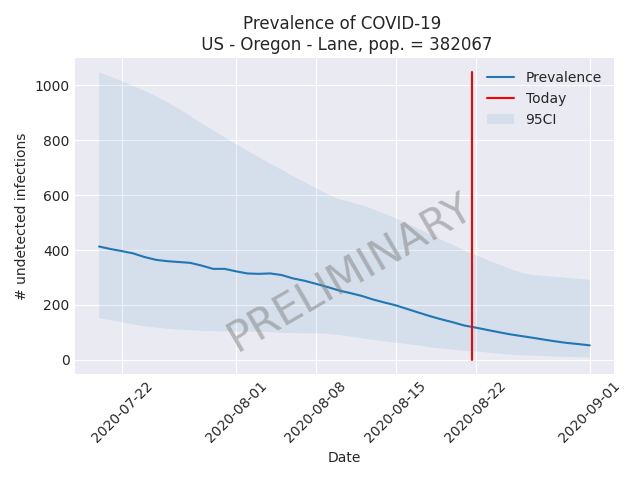 Prevalence of COVID-19
US - Oregon - Lane, pop. = 382067
1000
800
600
400
200
0
# undetected infections
Prevalence
Today
95CI
PRELIMINARY
2020-07-22
2020-08-01
2020-08-08
2020-08-15
2020-08-22
2020-09-01
Date